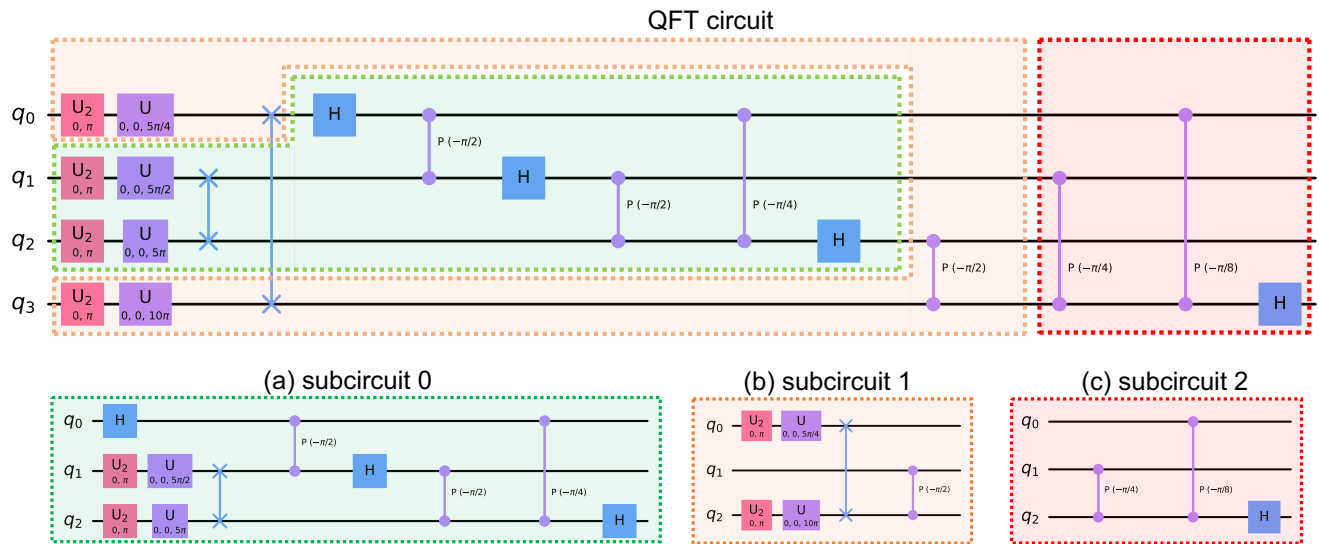 QFT circuit
q0 U2 0, π U 0, 0, 5π/4 H P (−π/2) P (−π/4) P (−π/8)
q1 U2 0, π U 0, 0, 5π/2 H P (−π/2) P (−π/4)
q2 U2 0, π U 0, 0, 5π H P (−π/2)
q3 U2 0, π U 0, 0, 10π H
(a) subcircuit 0
q0 H P (−π/2) P (−π/4)
q1 U2 0, π U 0, 0, 5π/2 H P (−π/2)
q2 U2 0, π U 0, 0, 5π H
(b) subcircuit 1
q0 U2 0, π U 0, 0, 5π/4
q1 P (−π/2)
q2 U2 0, π U 0, 0, 10π
(c) subcircuit 2
q0 P (−π/8)
q1 P (−π/4)
q2 H